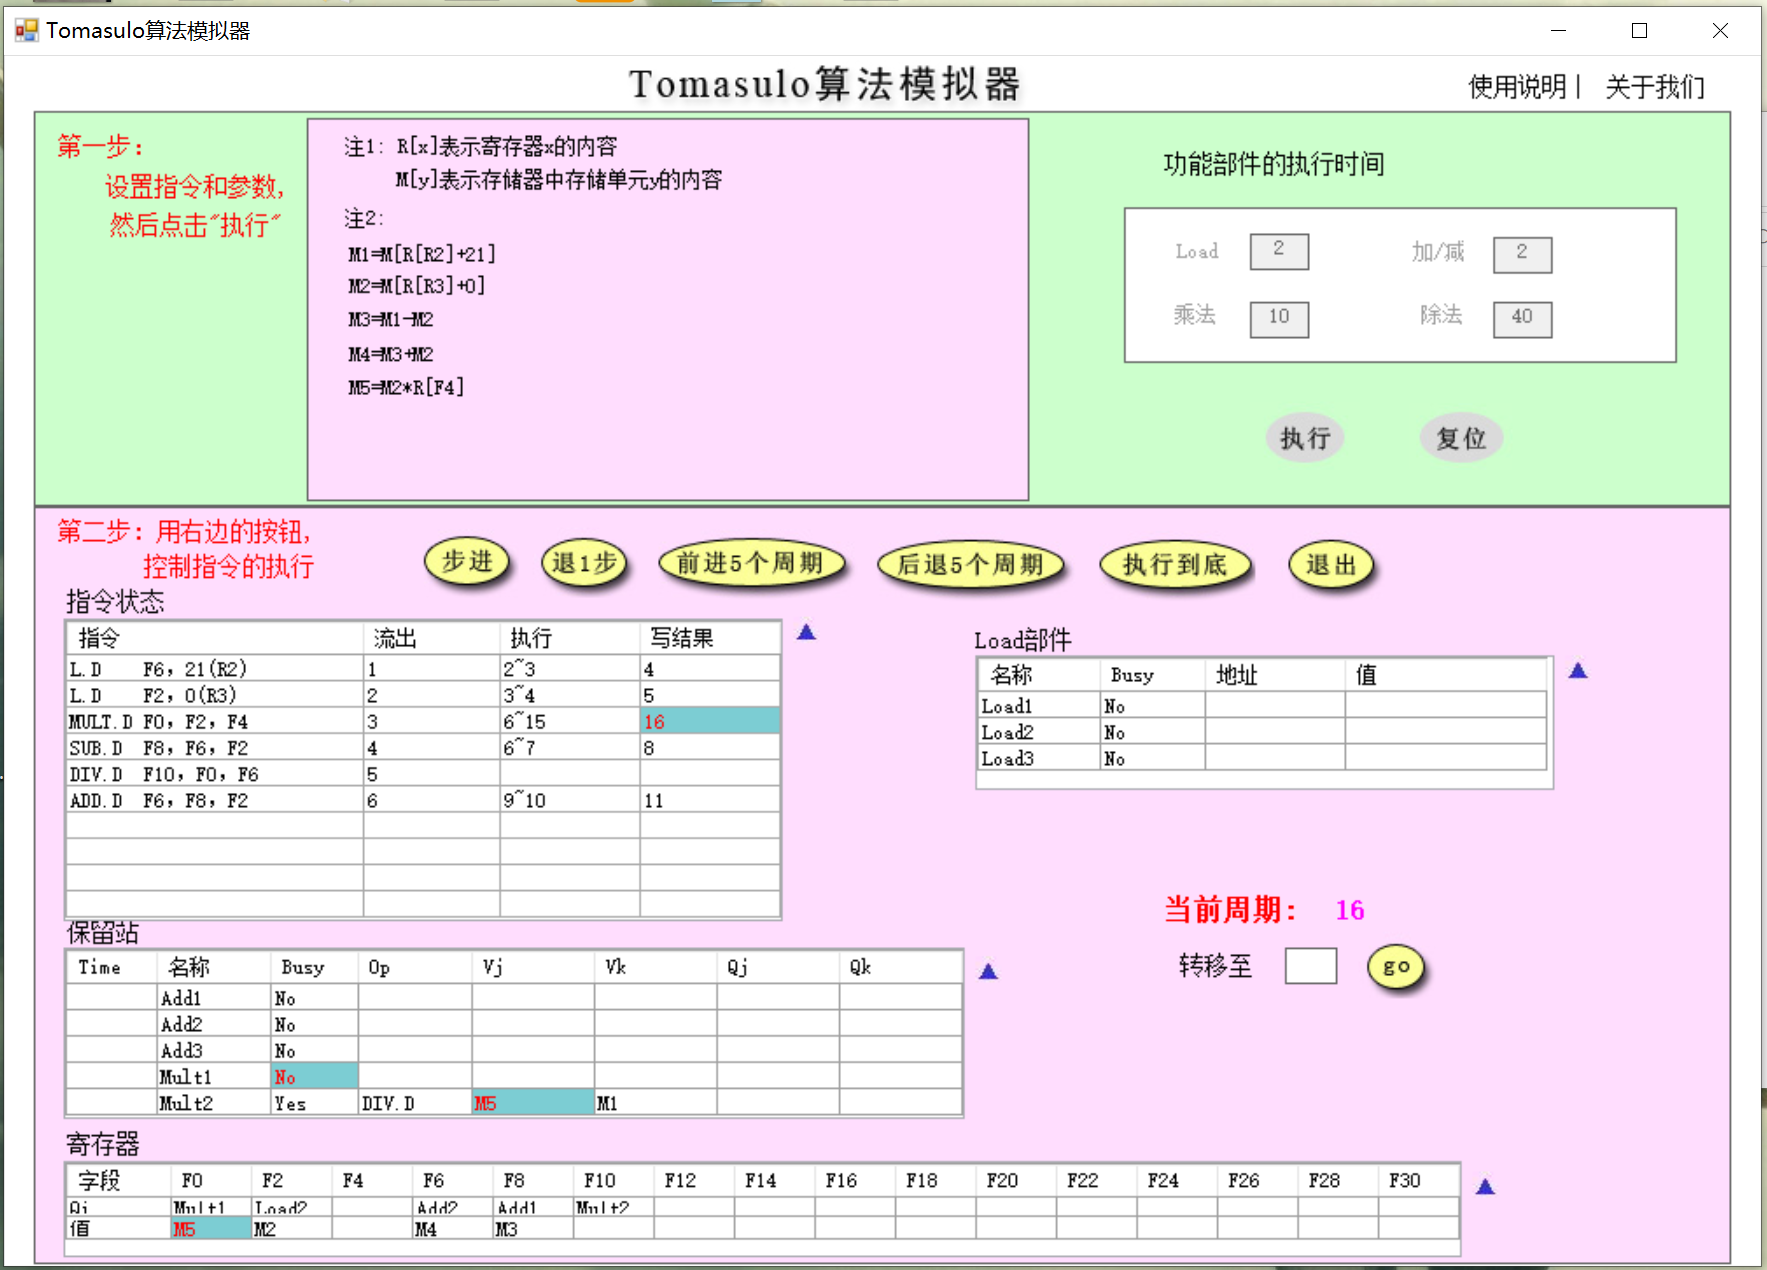 Tomasulo算法模拟器
Tomasulo算法模拟器
使用说明| 关于我们
第一步：
设置指令和参数，
然后点击"执行"
注1: R[x]表示寄存器x的内容
M[y]表示存储器中存储单元y的内容
注2:
M1=M[R[R2]+21]
M2=M[R[R3]+0]
M3=M1-M2
M4=M3+M2
M5=M2*R[F4]
功能部件的执行时间
Load 2 加/减 2
乘法 10 除法 40
执行 复位
第二步：用右边的按钮，
控制指令的执行
步进 退1步 前进5个周期 后退5个周期 执行到底 退出
指令状态
指令 流出 执行 写结果
L.D F6, 21(R2) 1 2~3 4
L.D F2, 0(R3) 2 3~4 5
MULT.D F0, F2, F4 3 6~15 16
SUB.D F8, F6, F2 4 6~7 8
DIV.D F10, F0, F6 5
ADD.D F6, F8, F2 6 9~10 11
Load部件
名称 Busy 地址 值
Load1 No
Load2 No
Load3 No
当前周期： 16
转移至 go
保留站
Time 名称 Busy Op Vj Vk Qj Qk
Add1 No
Add2 No
Add3 No
Mult1 No
Mult2 Yes DIV.D M5 M1
寄存器
字段 F0 F2 F4 F6 F8 F10 F12 F14 F16 F18 F20 F22 F24 F26 F28 F30
Qi Mult1 Load2 Add2 Add1 Mult2
值 M5 M2 M4 M3